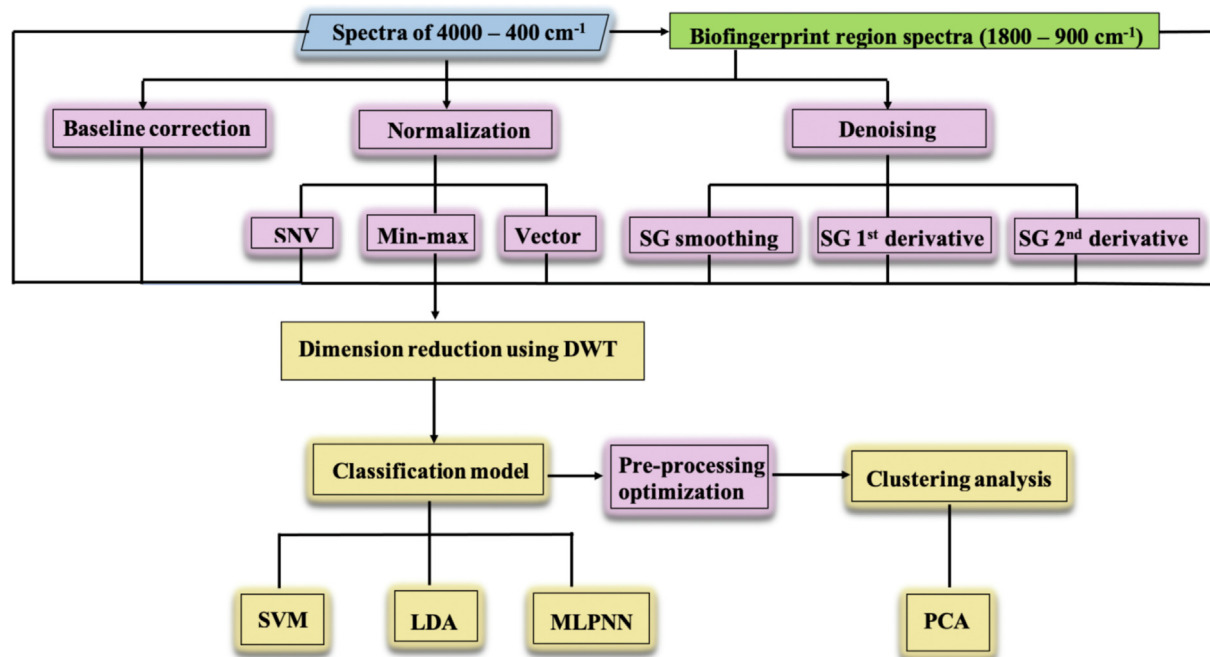 Spectra of 4000 – 400 cm⁻¹
Biofingerprint region spectra (1800 – 900 cm⁻¹)
Baseline correction
Normalization
Denoising
SNV
Min-max
Vector
SG smoothing
SG 1ˢᵗ derivative
SG 2ⁿᵈ derivative
Dimension reduction using DWT
Classification model
Pre-processing
optimization
Clustering analysis
SVM
LDA
MLPNN
PCA